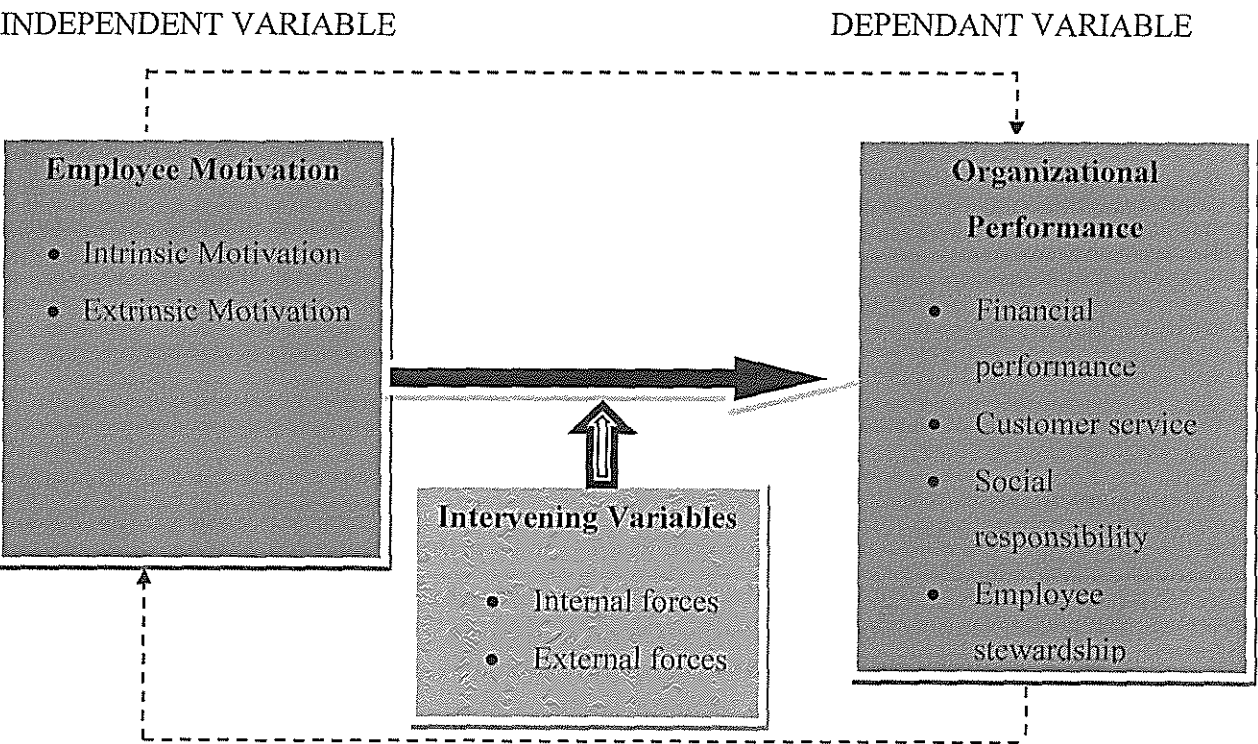 INDEPENDENT VARIABLE
DEPENDANT VARIABLE
Employee Motivation
• Intrinsic Motivation
• Extrinsic Motivation
Intervening Variables
• Internal forces
• External forces
Organizational
Performance
• Financial
performance
• Customer service
• Social
responsibility
• Employee
stewardship